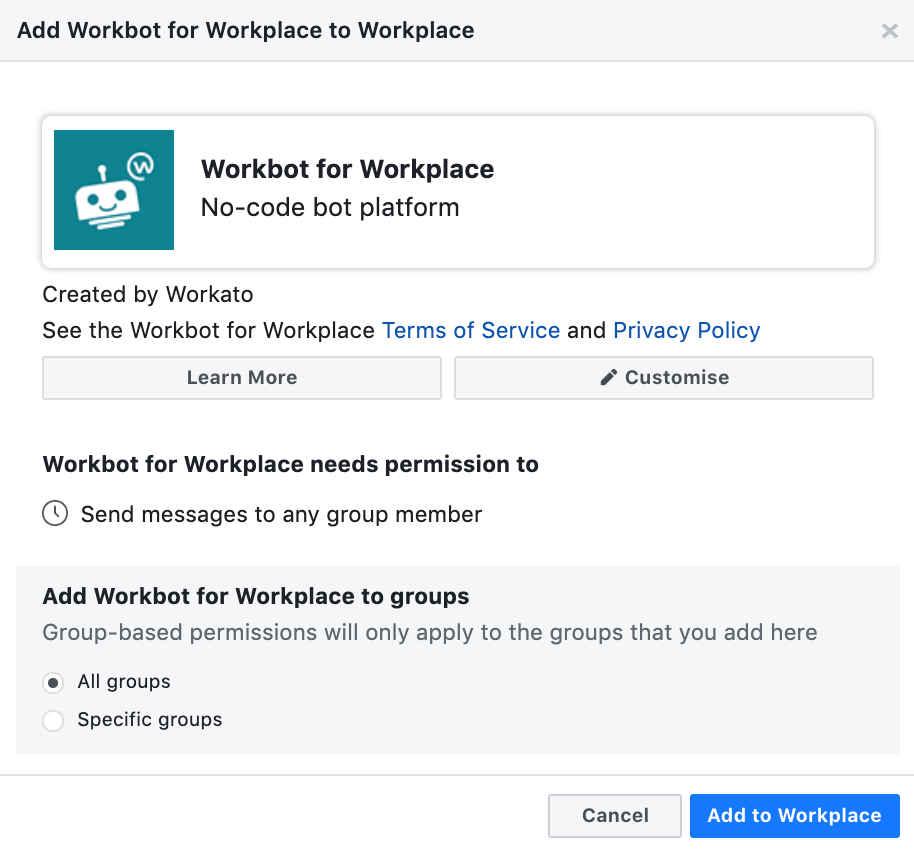 Add Workbot for Workplace to Workplace
Workbot for Workplace
No-code bot platform
Created by Workato
See the Workbot for Workplace Terms of Service and Privacy Policy
Learn More
Customise
Workbot for Workplace needs permission to
Send messages to any group member
Add Workbot for Workplace to groups
Group-based permissions will only apply to the groups that you add here
All groups
Specific groups
Cancel
Add to Workplace